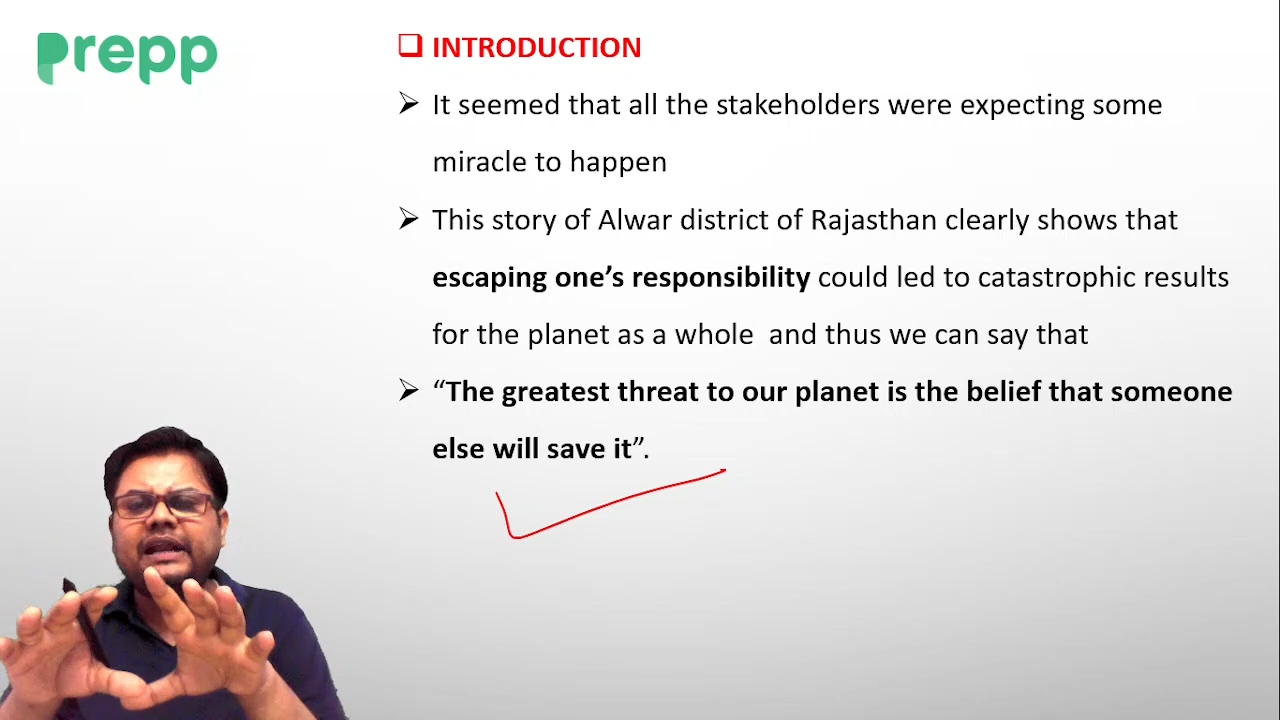 prepp
INTRODUCTION
It seemed that all the stakeholders were expecting some
miracle to happen
This story of Alwar district of Rajasthan clearly shows that
escaping one’s responsibility could led to catastrophic results
for the planet as a whole  and thus we can say that
“The greatest threat to our planet is the belief that someone
else will save it”.